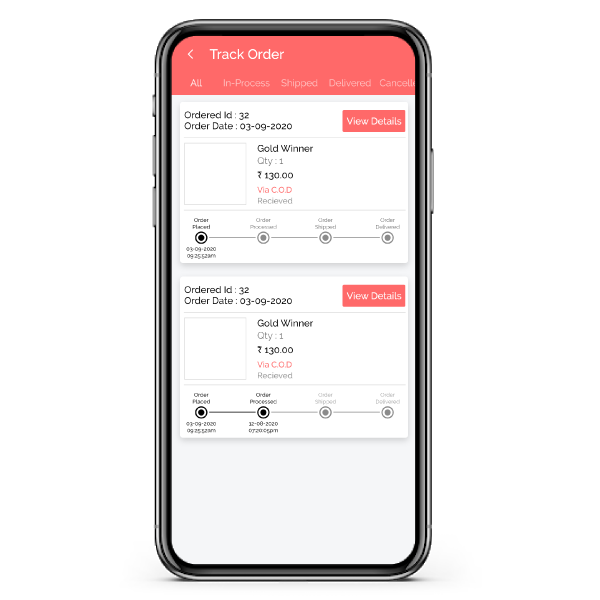 Track Order
All In-Process Shipped Delivered Cancelle
Ordered Id : 32
Order Date : 03-09-2020
View Details
Gold Winner
Qty : 1
₹ 130.00
Via C.O.D
Recieved
Order Placed
Order Processed
Order Shipped
Order Delivered
03-09-2020
09:25:52am
Ordered Id : 32
Order Date : 03-09-2020
View Details
Gold Winner
Qty : 1
₹ 130.00
Via C.O.D
Recieved
Order Placed
Order Processed
Order Shipped
Order Delivered
03-09-2020
09:25:52am
12-08-2020
07:20:05pm